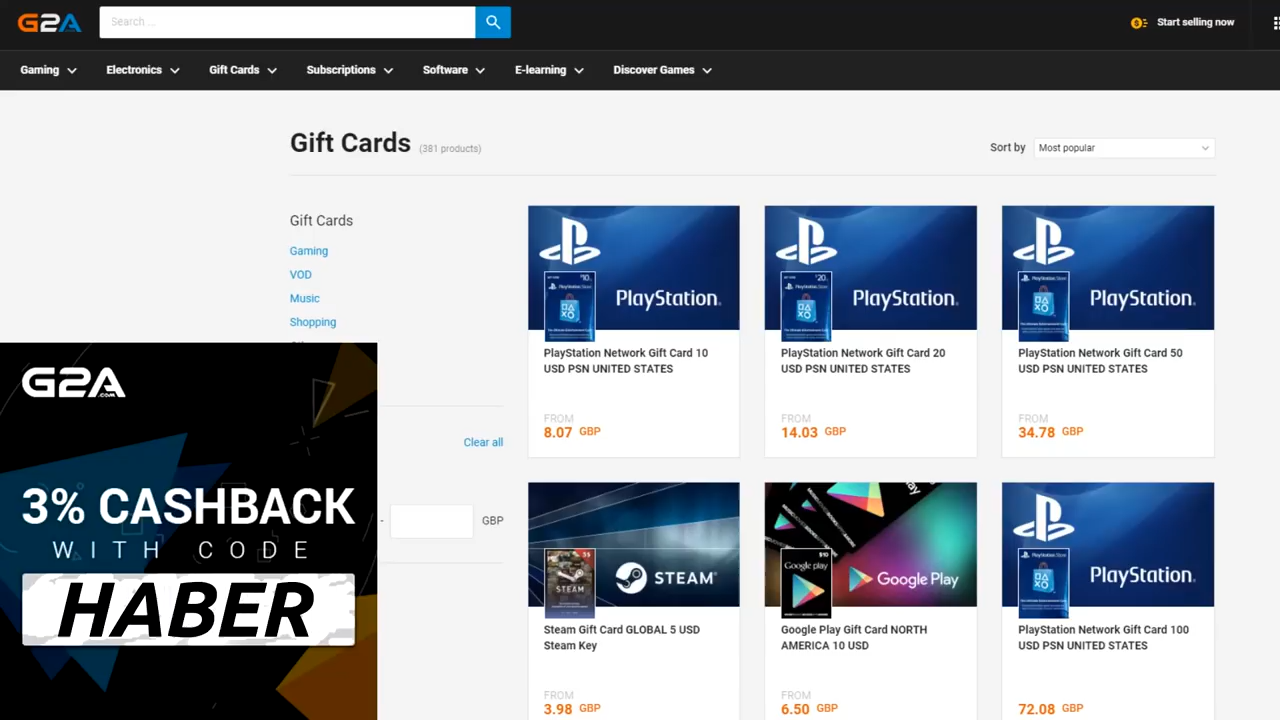 G2A
Search ...
Start selling now
Gaming
Electronics
Gift Cards
Subscriptions
Software
E-learning
Discover Games
Gift Cards (381 products)
Sort by Most popular
Gift Cards
Gaming
VOD
Music
Shopping
Clear all
- GBP
PlayStation®
PlayStation Network Gift Card 10
USD PSN UNITED STATES
FROM
8.07 GBP
PlayStation®
PlayStation Network Gift Card 20
USD PSN UNITED STATES
FROM
14.03 GBP
PlayStation®
PlayStation Network Gift Card 50
USD PSN UNITED STATES
FROM
34.78 GBP
STEAM®
STEAM
Steam Gift Card GLOBAL 5 USD
Steam Key
FROM
3.98 GBP
Google Play
$10
Google play
Google Play Gift Card NORTH
AMERICA 10 USD
FROM
6.50 GBP
PlayStation®
PlayStation Network Gift Card 100
USD PSN UNITED STATES
72.08 GBP
G2A
.COM
3% CASHBACK
WITH CODE
HABER